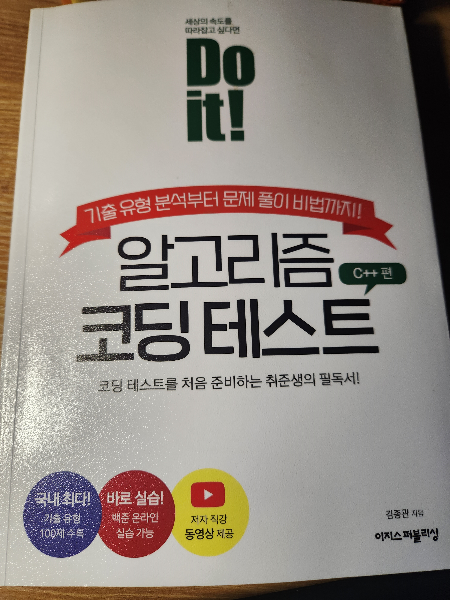 세상의 속도를
따라잡고 싶다면
Do
it!
기출 유형 분석부터 문제 풀이 비법까지!
알고리즘
C++ 편
코딩 테스트
코딩 테스트를 처음 준비하는 취준생의 필독서!
국내 최다!
기출 유형
100제 수록
바로 실습!
백준 온라인
실습 가능
저자 직강
동영상 제공
김종관 지음
이지스퍼블리싱